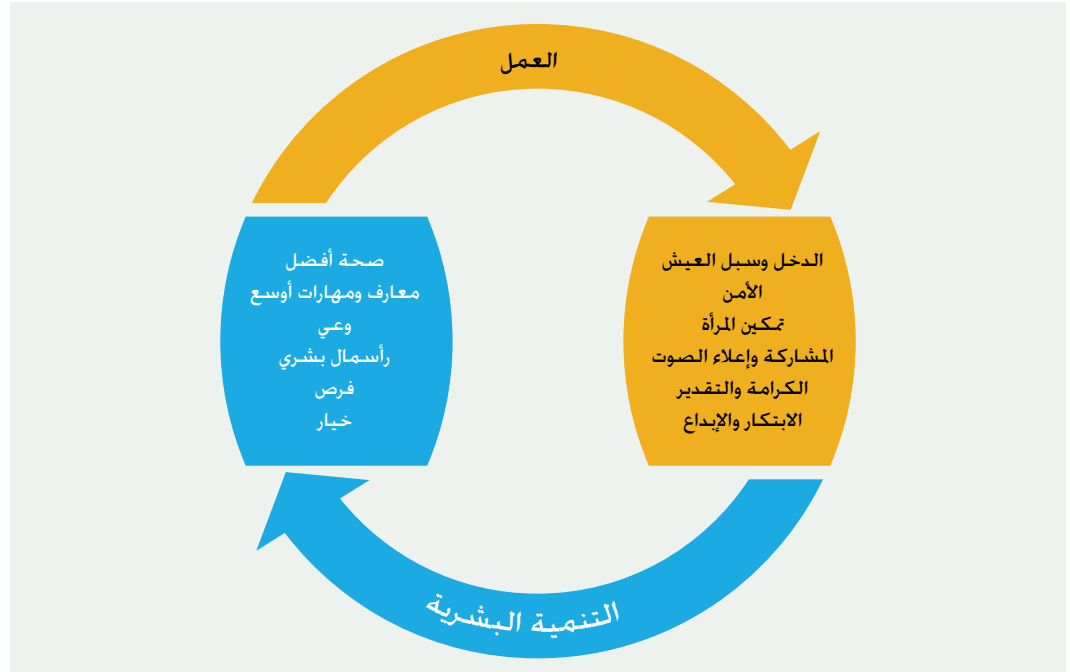 العمل
الدخل وسبل العيش
الأمن
تمكين المرأة
المشاركة وإعلاء الصوت
الكرامة والتقدير
الابتكار والإبداع
صحة أفضل
معارف ومهارات أوسع
وعي
رأسمال بشري
فرص
خيار
التنمية البشرية